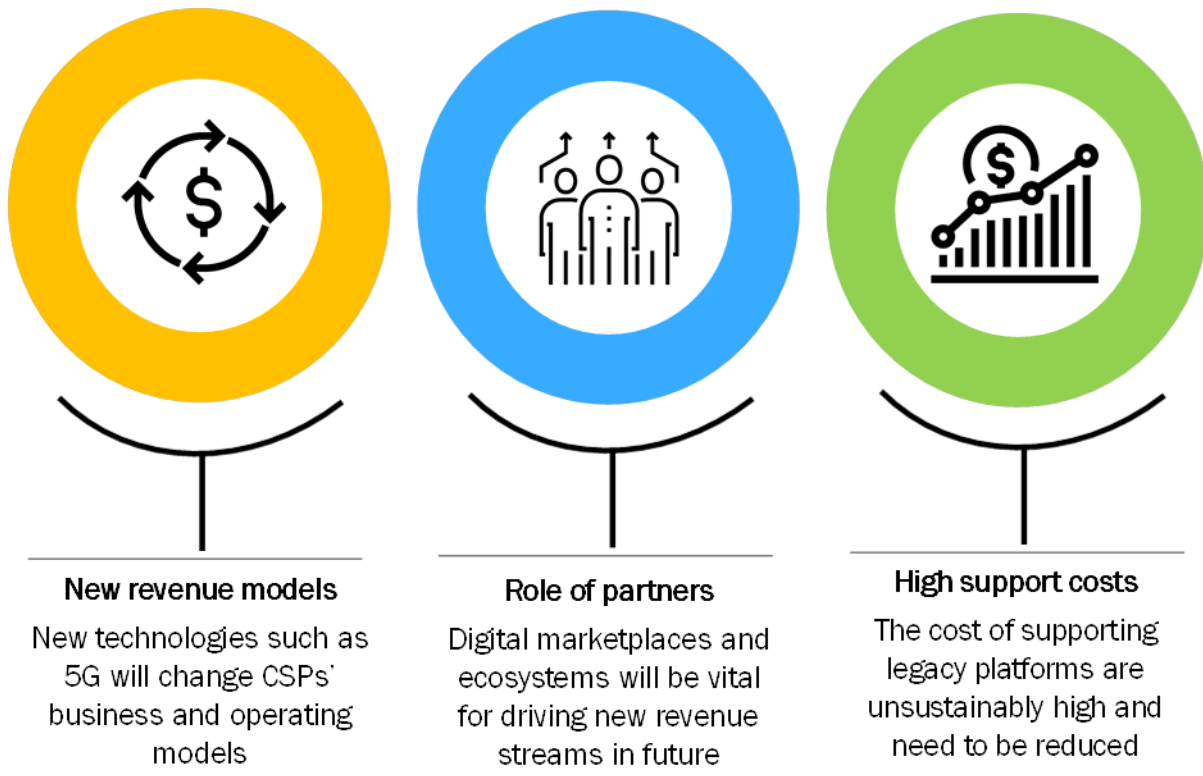 New revenue models
New technologies such as
5G will change CSPs'
business and operating
models
Role of partners
Digital marketplaces and
ecosystems will be vital
for driving new revenue
streams in future
High support costs
The cost of supporting
legacy platforms are
unsustainably high and
need to be reduced